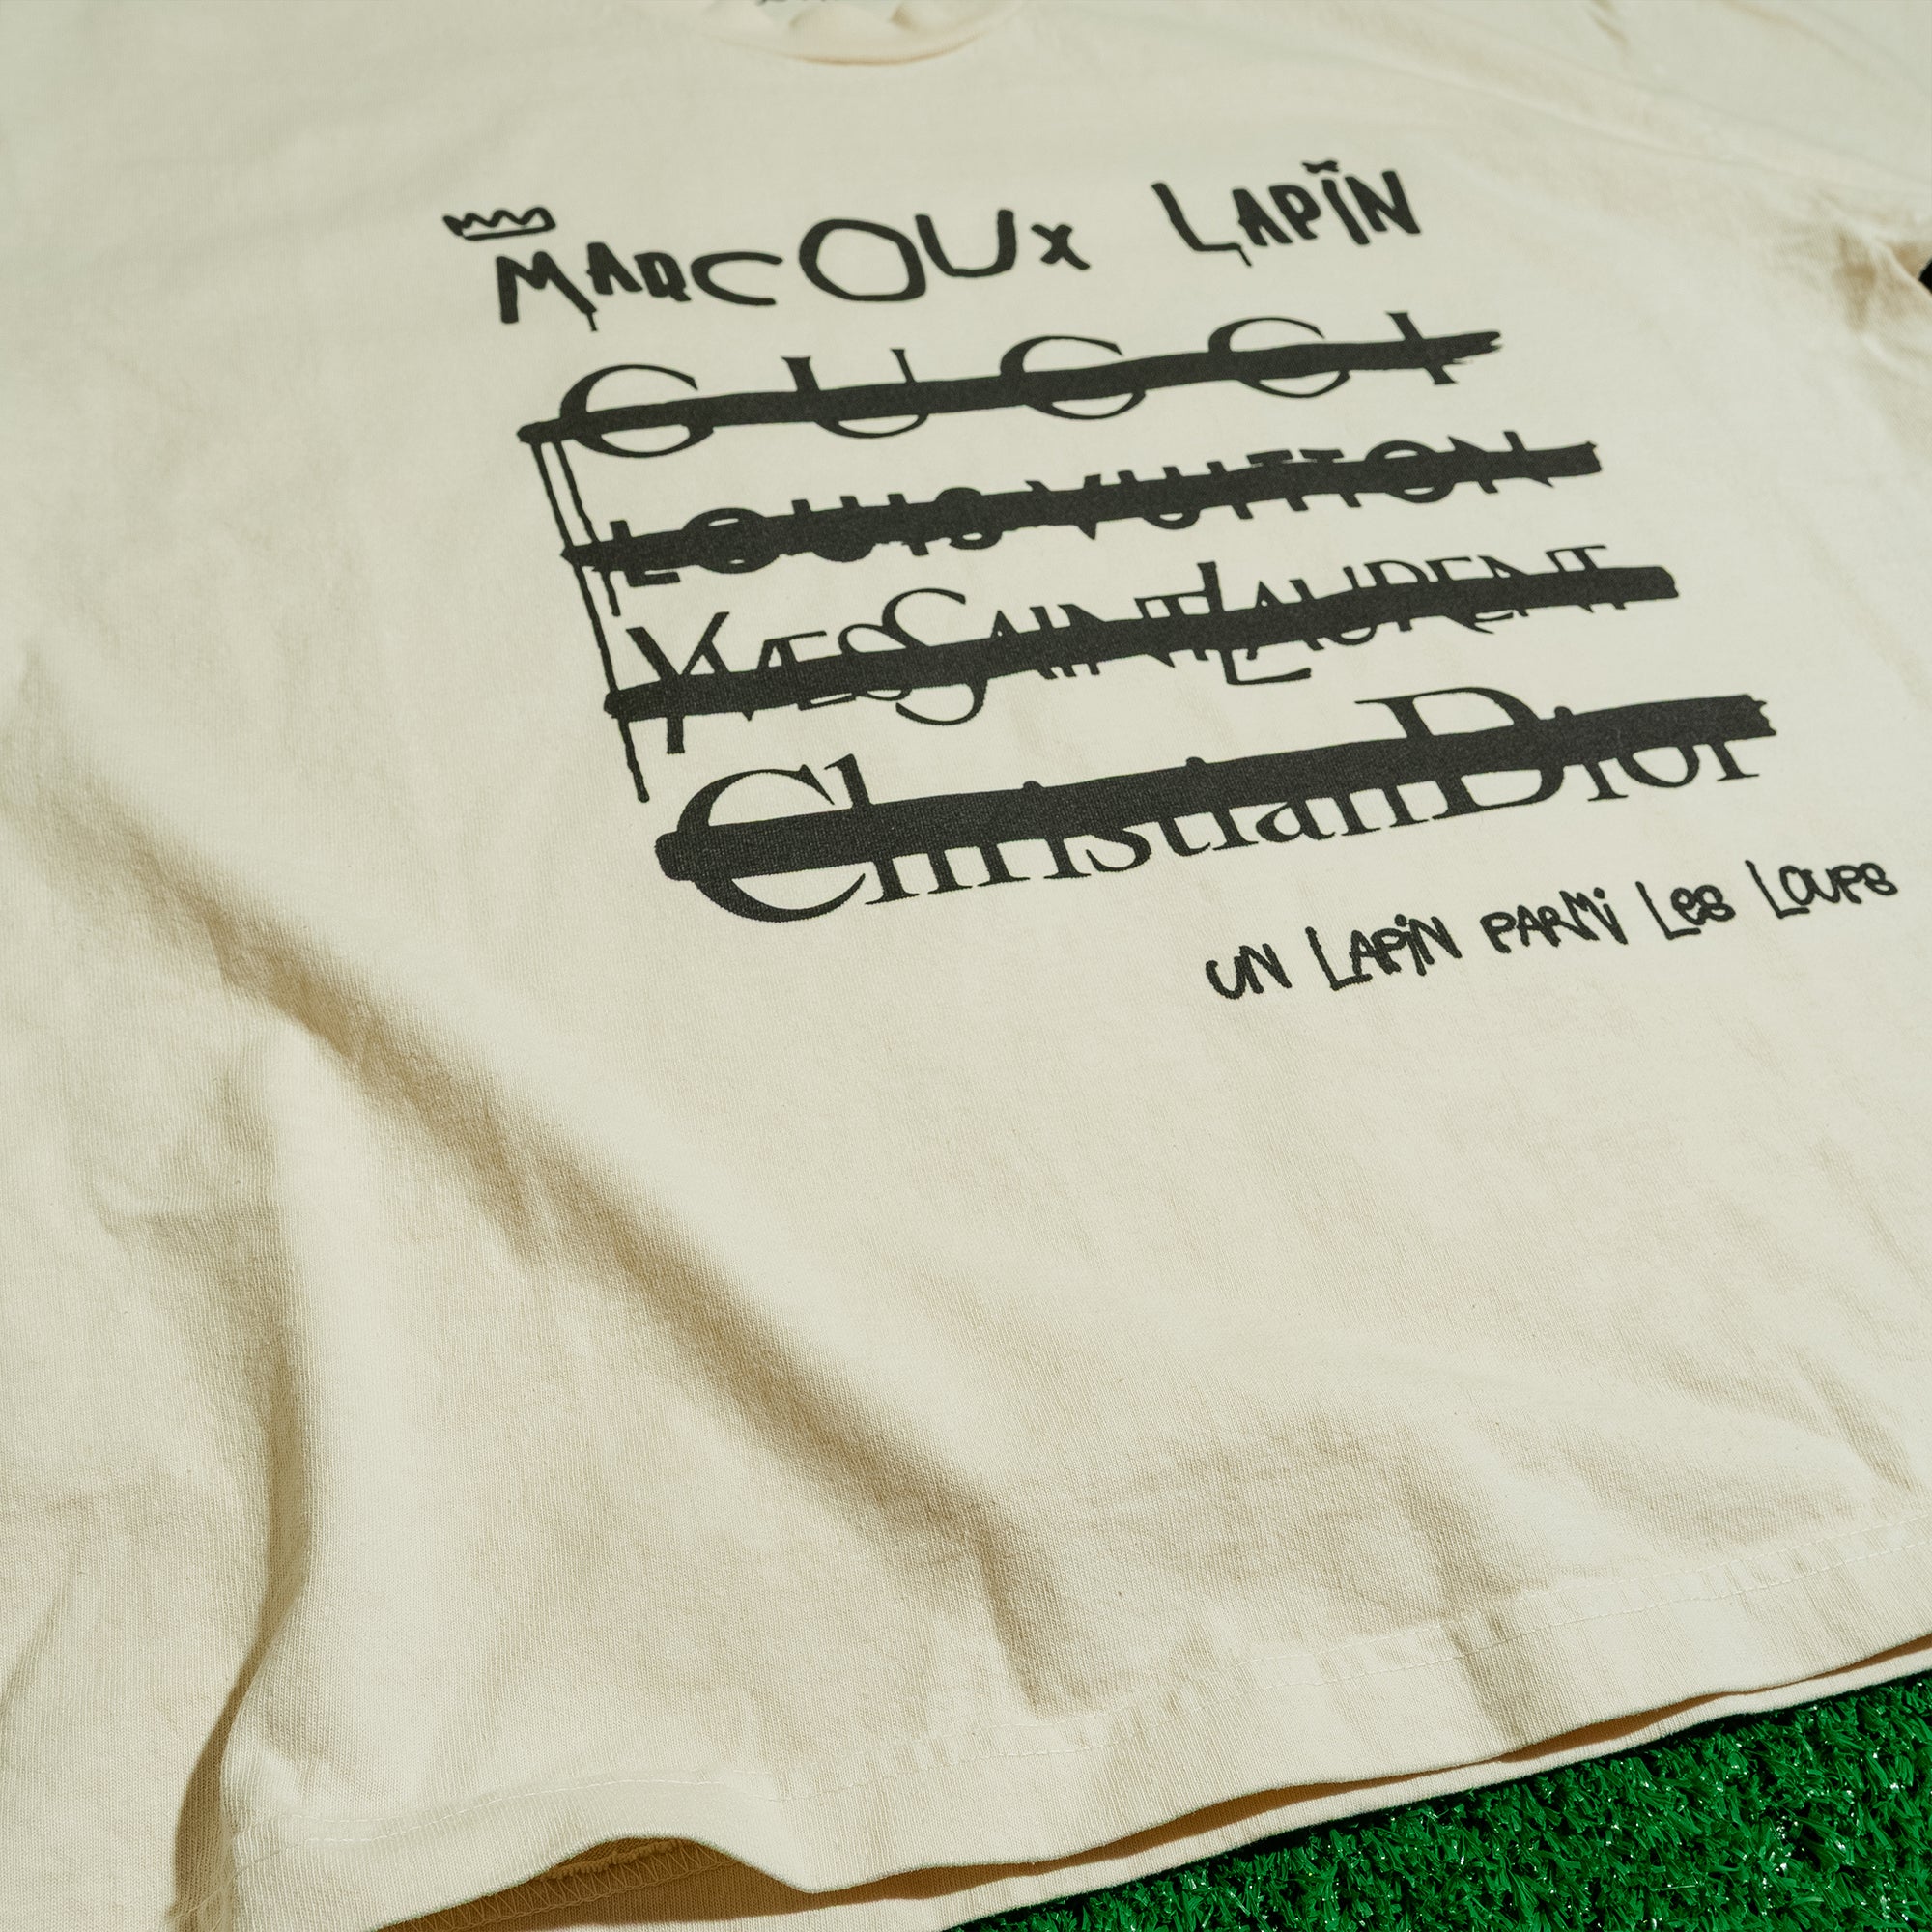 MARCOUx LAPIN
GUCCI
LOUIS VUITTON
YVESSAINTLAURENT
ChristianDior
UN LAPiN PARMi Les LOUPS